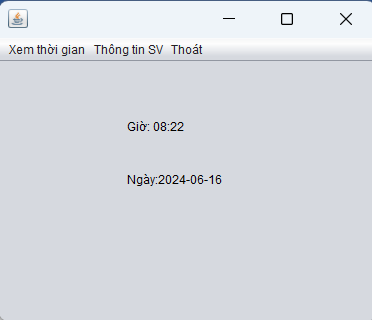 Xem thời gian Thông tin SV Thoát
Giờ: 08:22
Ngày:2024-06-16